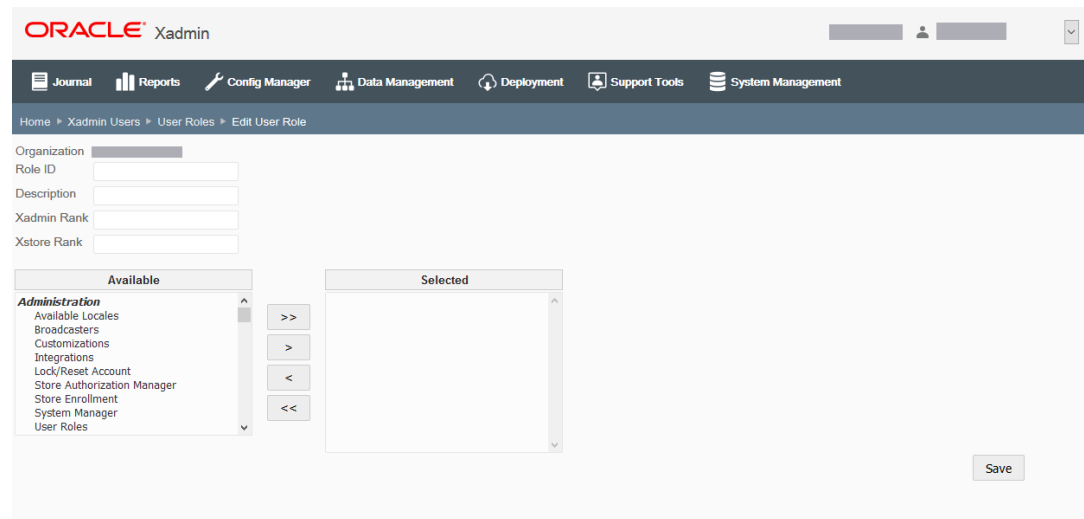 ORACLE® Xadmin
Journal Reports Config Manager Data Management Deployment Support Tools System Management
Home Xadmin Users User Roles Edit User Role
Organization
Role ID
Description
Xadmin Rank
Xstore Rank
Available Selected
Administration
Available Locales
Broadcasters
Customizations
Integrations
Lock/Reset Account
Store Authorization Manager
Store Enrollment
System Manager
User Roles
>>
>
<
<<
Save